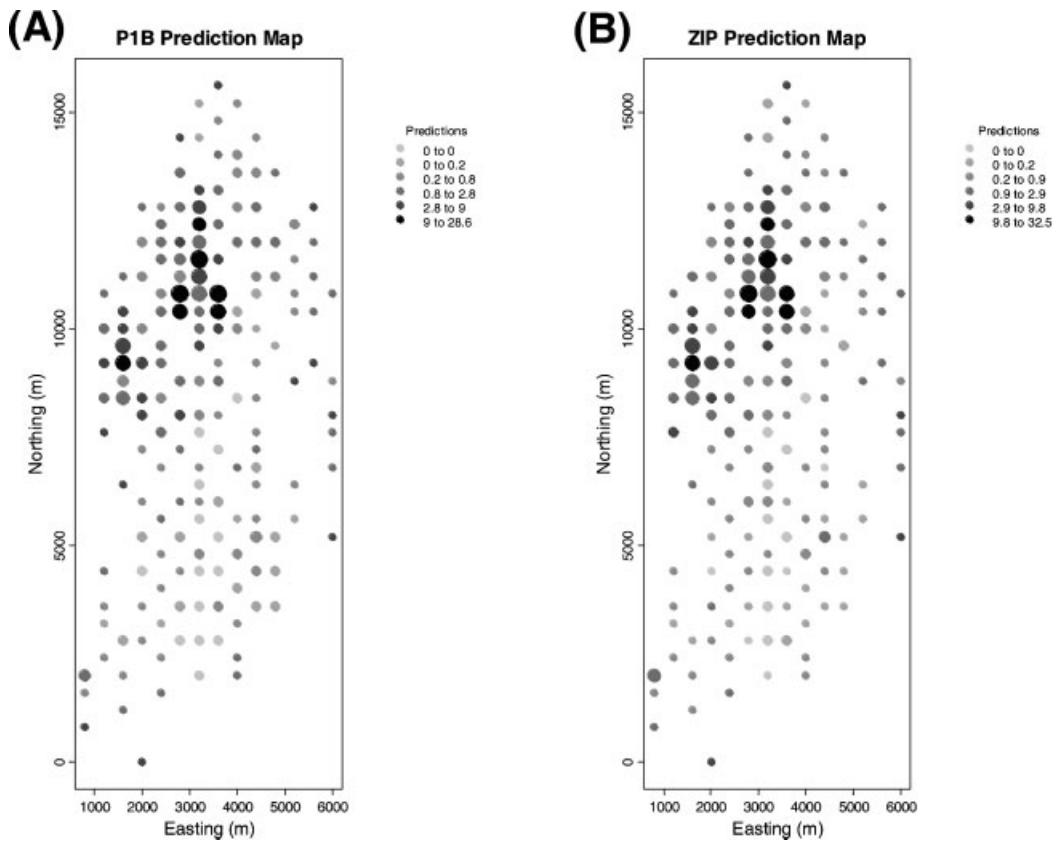 (A)
P1B Prediction Map
Predictions
0 to 0
0 to 0.2
0.2 to 0.8
0.8 to 2.8
2.8 to 9
9 to 28.6
Northing (m)
15000
10000
5000
0
1000 2000 3000 4000 5000 6000
Easting (m)
(B)
ZIP Prediction Map
Predictions
0 to 0
0 to 0.2
0.2 to 0.9
0.9 to 2.9
2.9 to 9.8
9.8 to 32.5
Northing (m)
15000
10000
5000
0
1000 2000 3000 4000 5000 6000
Easting (m)